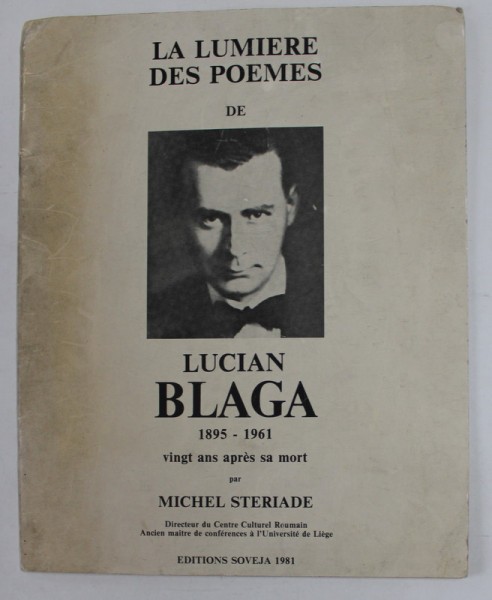 LA LUMIERE
DES POEMES
DE
LUCIAN
BLAGA
1895 - 1961
vingt ans après sa mort
par
MICHEL STERIADE
Directeur du Centre Culturel Roumain
Ancien maitre de conférences à l'Université de Liège
EDITIONS SOVEJA 1981